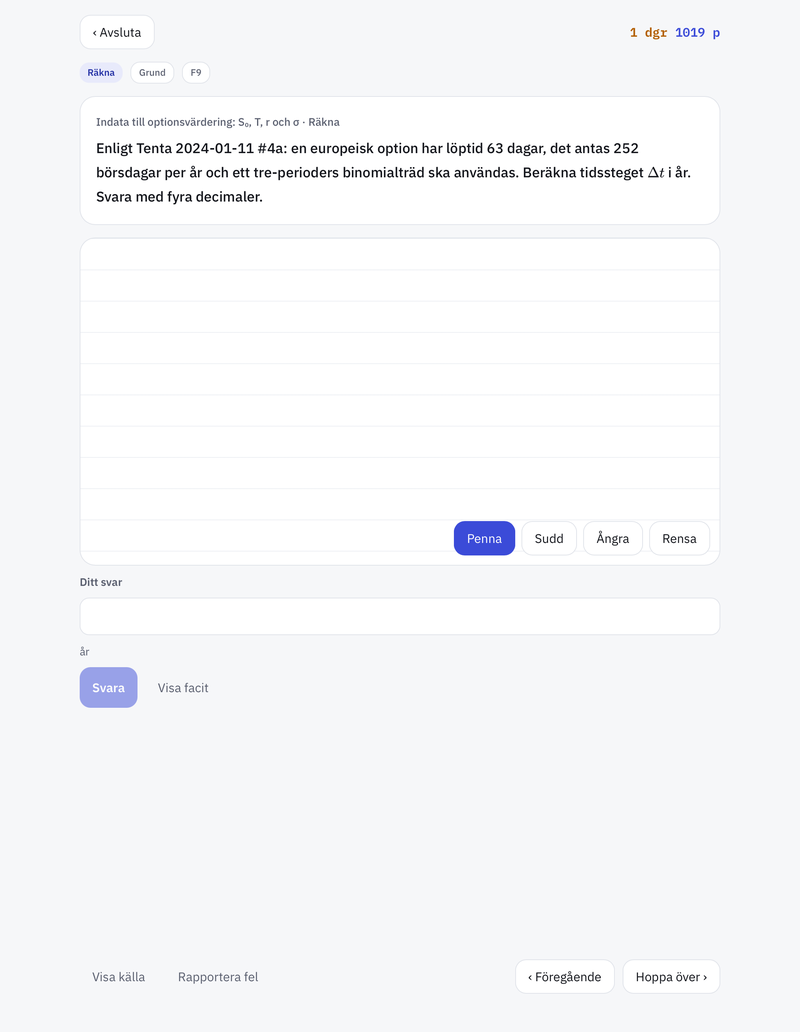 ‹ Avsluta
1 dgr 1019 p
Räkna Grund F9
Indata till optionsvärdering: S₀, T, r och σ · Räkna
Enligt Tenta 2024-01-11 #4a: en europeisk option har löptid 63 dagar, det antas 252
börsdagar per år och ett tre-perioders binomialträd ska användas. Beräkna tidssteget Δt i år.
Svara med fyra decimaler.
Penna Sudd Ångra Rensa
Ditt svar
år
Svara Visa facit
Visa källa Rapportera fel ‹ Föregående Hoppa över ›